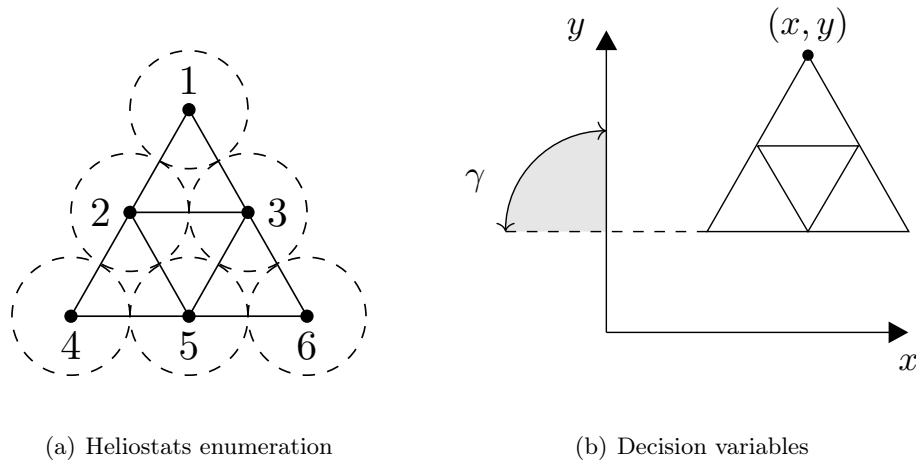 1
2
3
4
5
6
(a) Heliostats enumeration
y
(x, y)
γ
x
(b) Decision variables